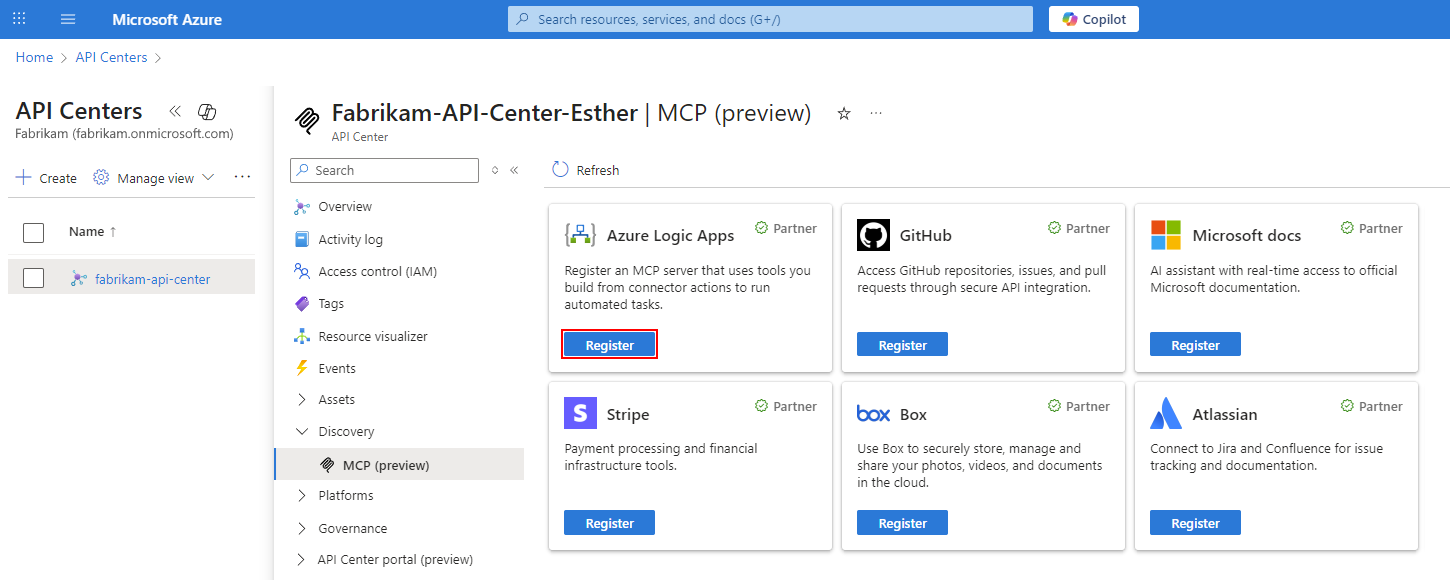 Microsoft Azure
Search resources, services, and docs (G+/)
Copilot
Home > API Centers >
API Centers
Fabrikam (fabrikam.onmicrosoft.com)
Create
Manage view
...
Name ↑
fabrikam-api-center
Fabrikam-API-Center-Esther | MCP (preview)
...
API Center
Search
Overview
Activity log
Access control (IAM)
Tags
Resource visualizer
Events
Assets
Discovery
MCP (preview)
Platforms
Governance
API Center portal (preview)
Refresh
Azure Logic Apps
Partner
Register an MCP server that uses tools you
build from connector actions to run
automated tasks.
Register
GitHub
Partner
Access GitHub repositories, issues, and pull
requests through secure API integration.
Register
Microsoft docs
Partner
AI assistant with real-time access to official
Microsoft documentation.
Register
S
Stripe
Partner
Payment processing and financial
infrastructure tools.
Register
box
Box
Partner
Use Box to securely store, manage and
share your photos, videos, and documents
in the cloud.
Register
Atlassian
Partner
Connect to Jira and Confluence for issue
tracking and documentation.
Register